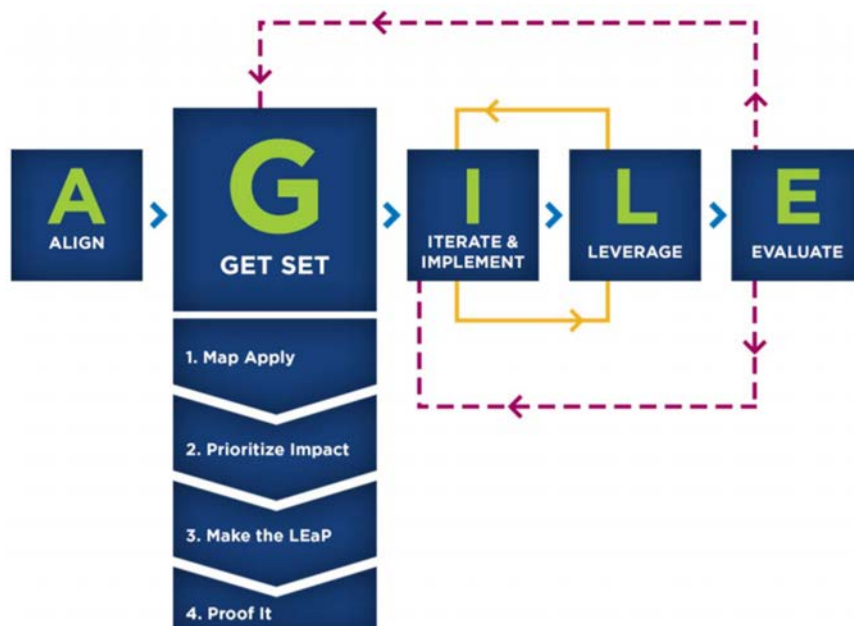 A
ALIGN
G
GET SET
I
ITERATE &
IMPLEMENT
L
LEVERAGE
E
EVALUATE
1. Map Apply
2. Prioritize Impact
3. Make the LEaP
4. Proof It